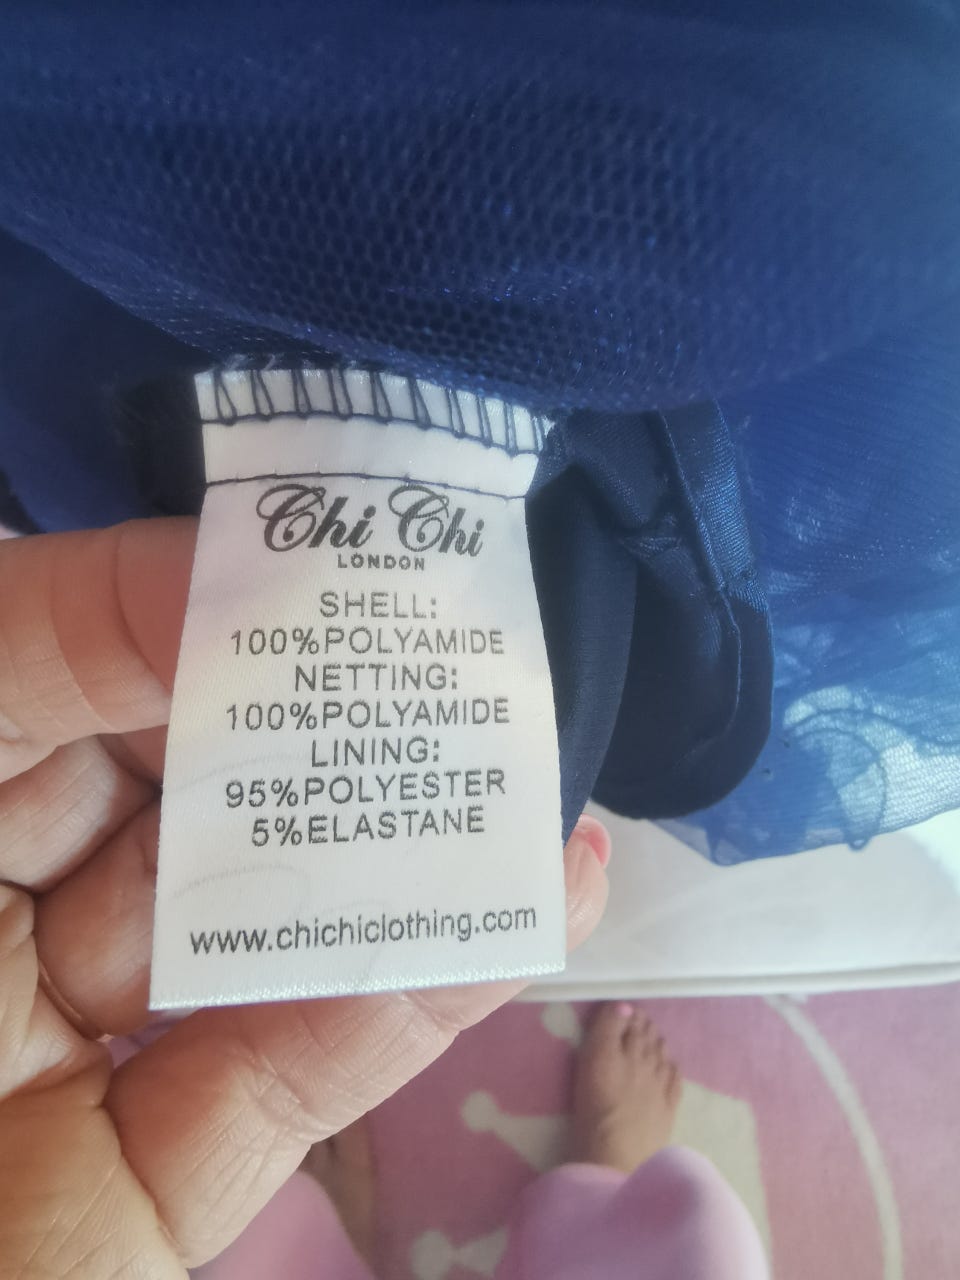 Chi Chi
LONDON
SHELL:
100%POLYAMIDE
NETTING:
100%POLYAMIDE
LINING:
95%POLYESTER
5%ELASTANE
www.chichiclothing.com